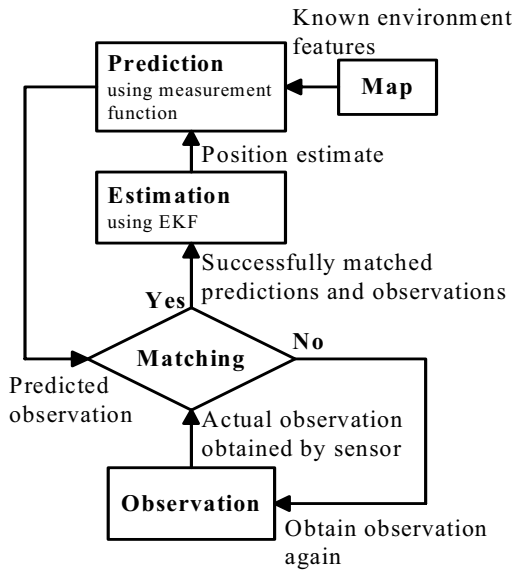 Known environment
features
Prediction
using measurement
function
Map
Position estimate
Estimation
using EKF
Successfully matched
predictions and observations
Yes
No
Matching
Predicted
observation
Actual observation
obtained by sensor
Observation
Obtain observation
again